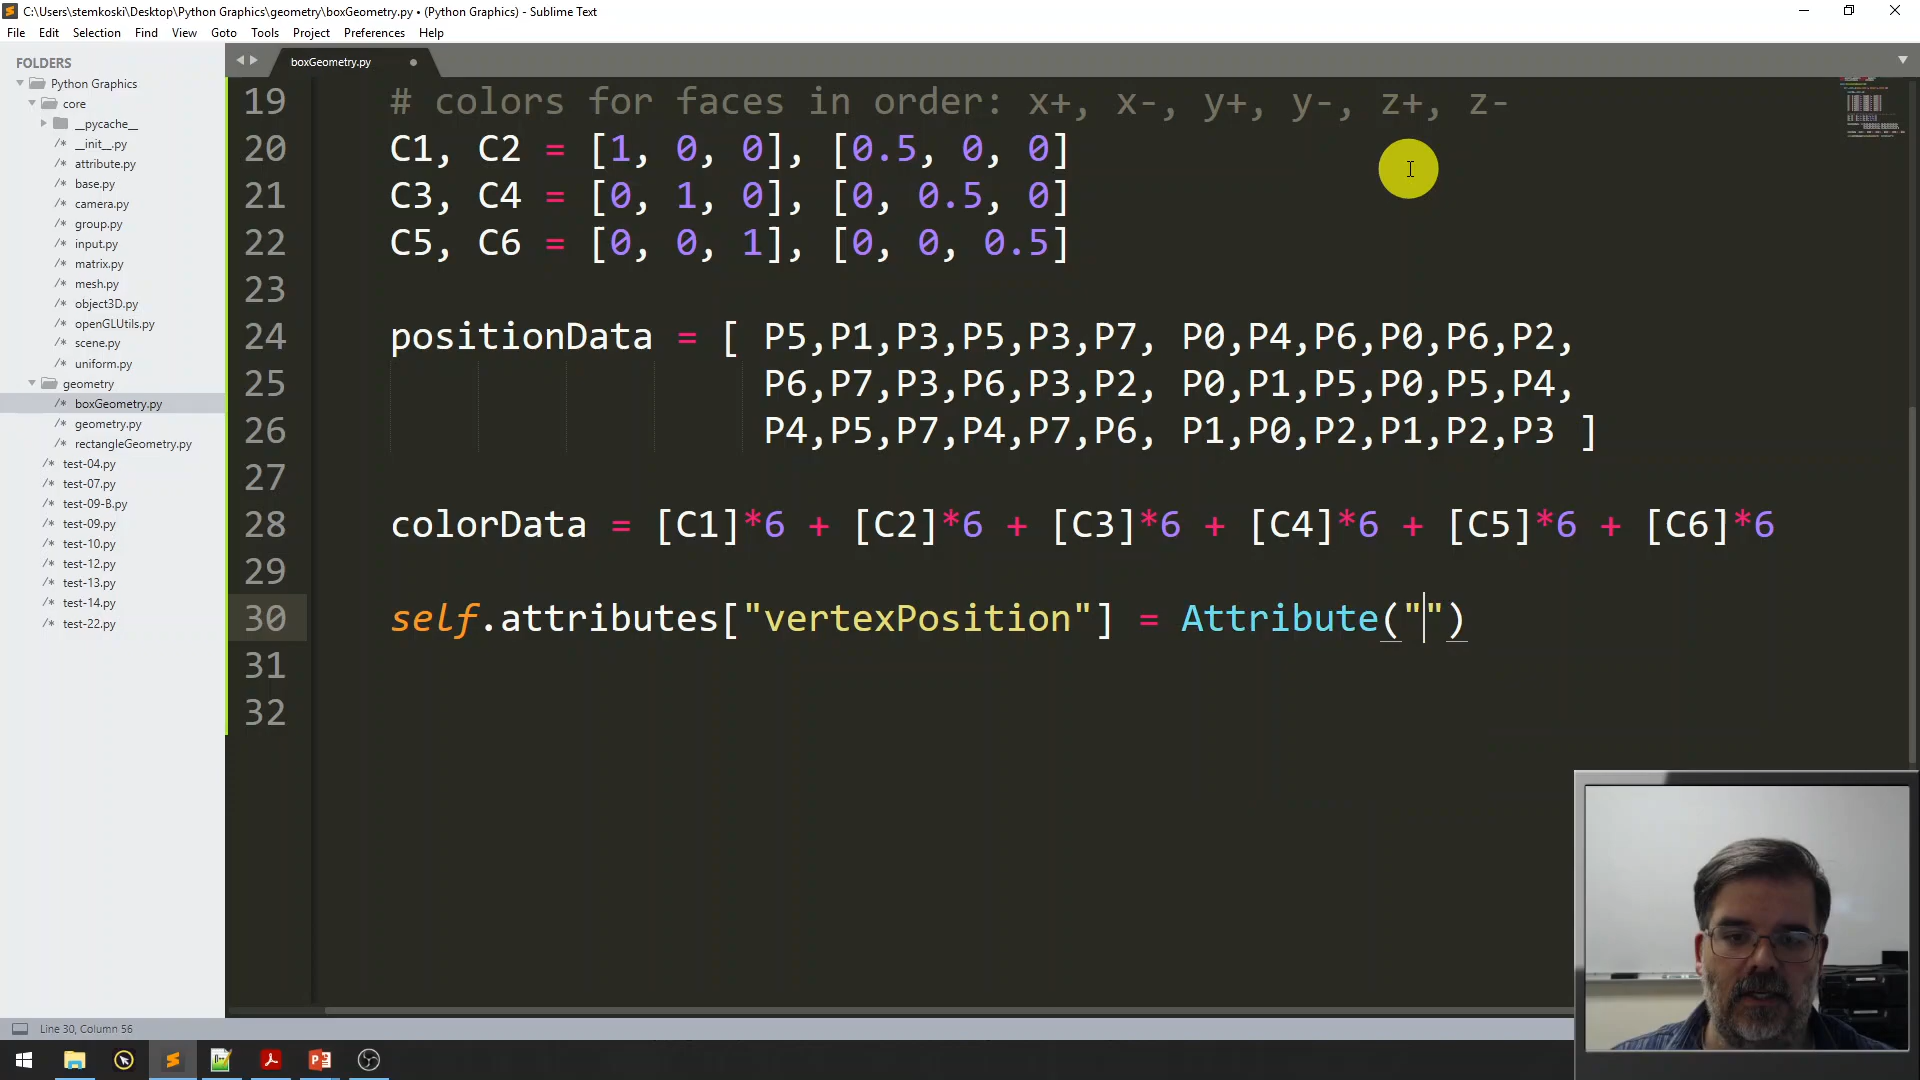 C:\Users\stemkoski\Desktop\Python Graphics\geometry\boxGeometry.py • (Python Graphics) - Sublime Text
File Edit Selection Find View Goto Tools Project Preferences Help
FOLDERS
Python Graphics
core
__pycache__
__init__.py
attribute.py
base.py
camera.py
group.py
input.py
matrix.py
mesh.py
object3D.py
openGLUtils.py
scene.py
uniform.py
geometry
boxGeometry.py
geometry.py
rectangleGeometry.py
test-04.py
test-07.py
test-09-B.py
test-09.py
test-10.py
test-12.py
test-13.py
test-14.py
test-22.py
boxGeometry.py
19 # colors for faces in order: x+, x-, y+, y-, z+, z-
20 C1, C2 = [1, 0, 0], [0.5, 0, 0]
21 C3, C4 = [0, 1, 0], [0, 0.5, 0]
22 C5, C6 = [0, 0, 1], [0, 0, 0.5]
23
24 positionData = [ P5,P1,P3,P5,P3,P7, P0,P4,P6,P0,P6,P2,
25 P6,P7,P3,P6,P3,P2, P0,P1,P5,P0,P5,P4,
26 P4,P5,P7,P4,P7,P6, P1,P0,P2,P1,P2,P3 ]
27
28 colorData = [C1]*6 + [C2]*6 + [C3]*6 + [C4]*6 + [C5]*6 + [C6]*6
29
30 self.attributes["vertexPosition"] = Attribute("")
31
32
Line 30, Column 56